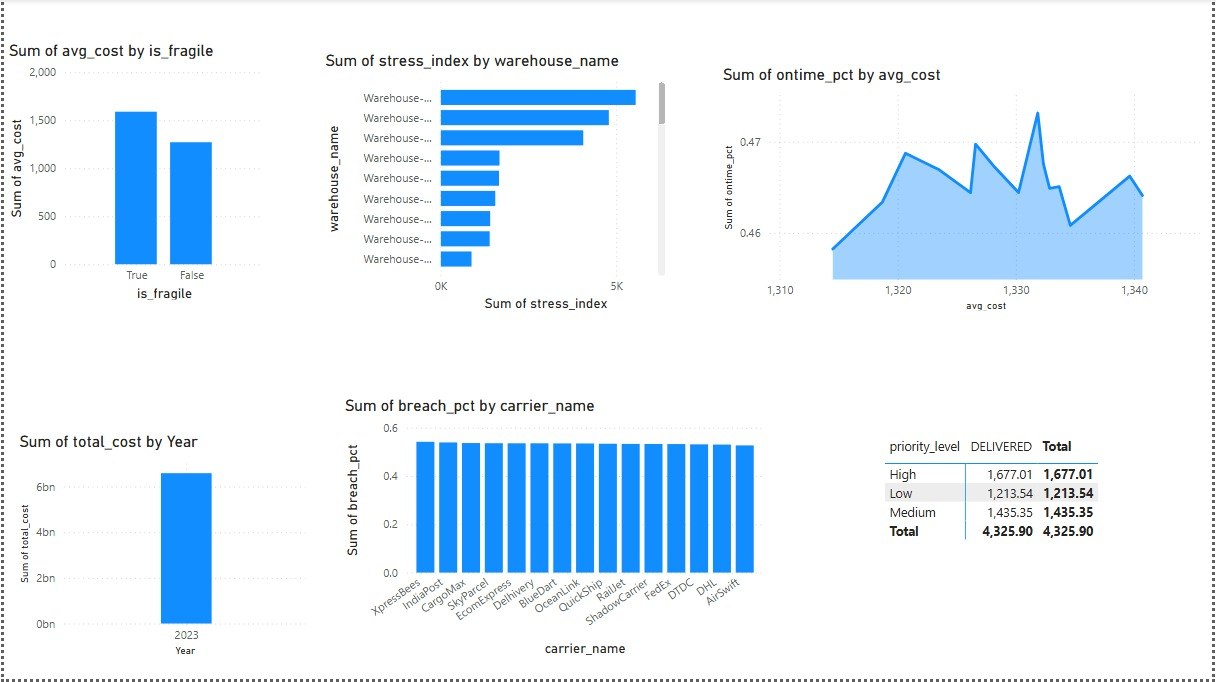 Sum of avg_cost by is_fragile
2,000
1,500
1,000
500
0
Sum of avg_cost
True False
is_fragile
Sum of stress_index by warehouse_name
warehouse_name
Warehouse-...
Warehouse-...
Warehouse-...
Warehouse-...
Warehouse-...
Warehouse-...
Warehouse-...
Warehouse-...
Warehouse-...
0K 5K
Sum of stress_index
Sum of ontime_pct by avg_cost
Sum of ontime_pct
0.47
0.46
1,310 1,320 1,330 1,340
avg_cost
Sum of total_cost by Year
Sum of total_cost
6bn
4bn
2bn
0bn
2023
Year
Sum of breach_pct by carrier_name
Sum of breach_pct
0.6
0.4
0.2
0.0
XpressBees
IndiaPost
CargoMax
SkyParcel
EcomExpress
Delhivery
BlueDart
OceanLink
QuickShip
RailJet
ShadowCarrier
FedEx
DTDC
DHL
AirSwift
carrier_name
priority_level DELIVERED Total
High 1,677.01 1,677.01
Low 1,213.54 1,213.54
Medium 1,435.35 1,435.35
Total 4,325.90 4,325.90